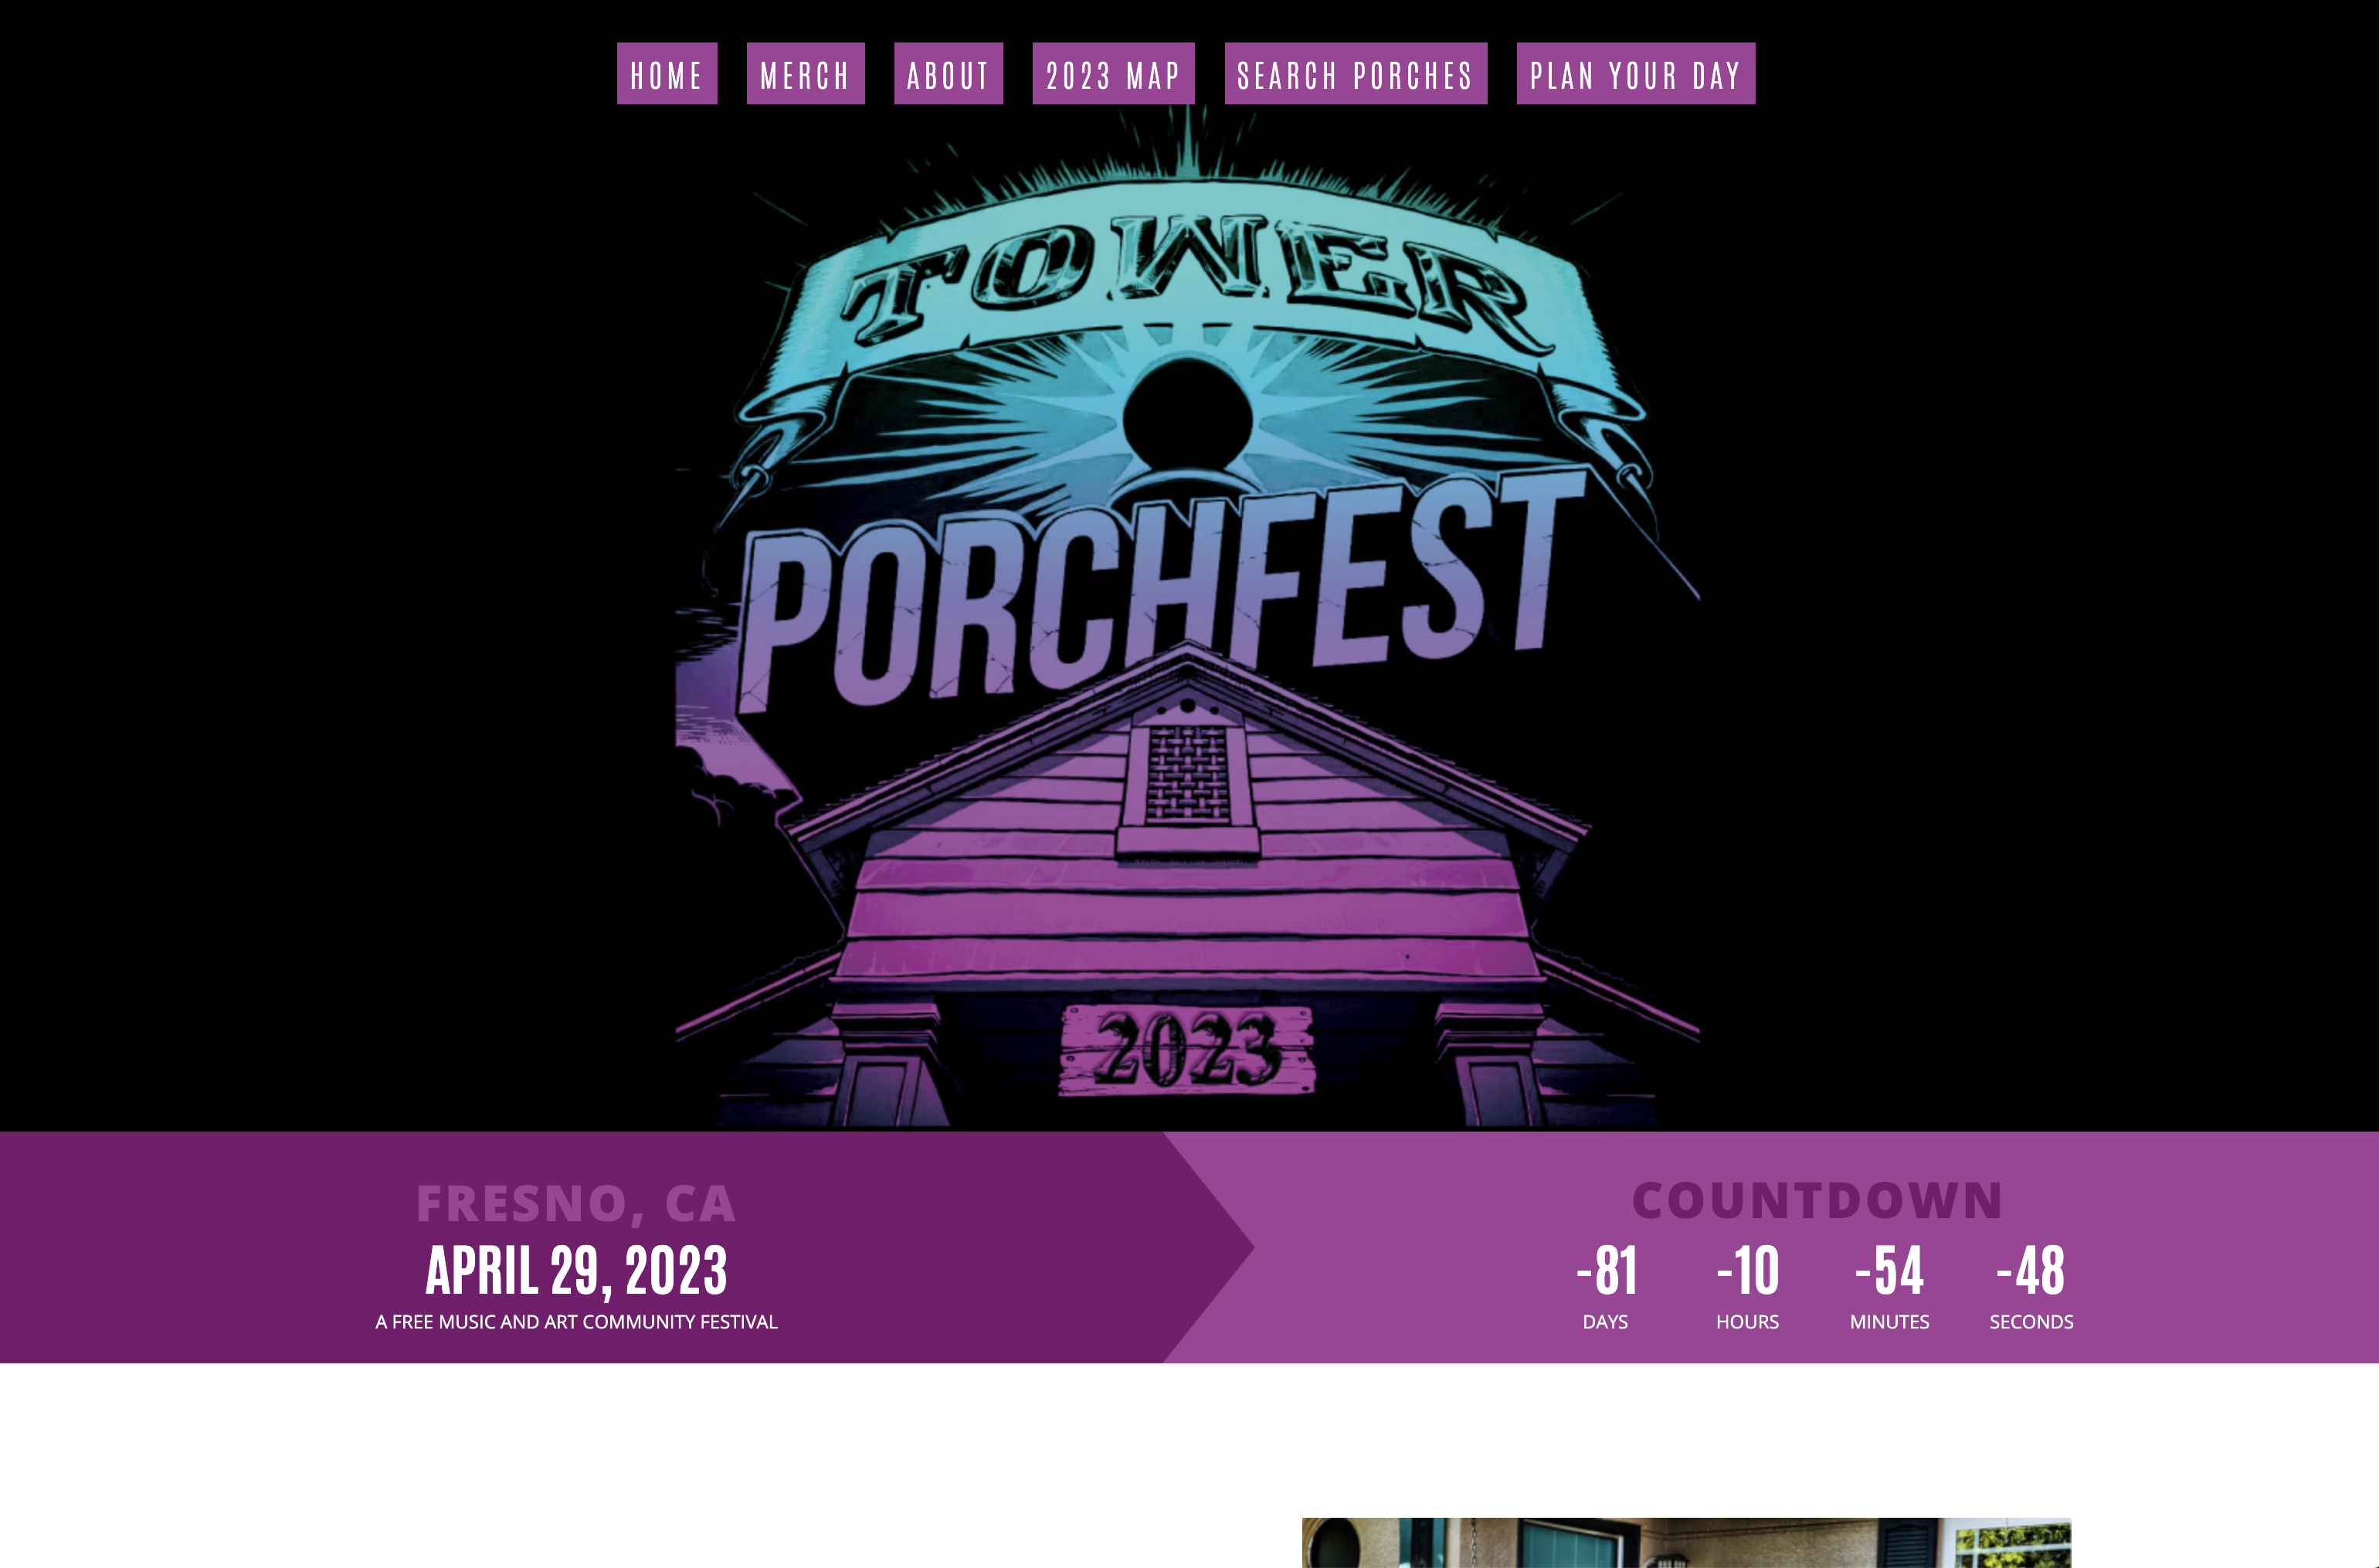 HOME MERCH ABOUT 2023 MAP SEARCH PORCHES PLAN YOUR DAY
TOWER
PORCHFEST
2023
FRESNO, CA
APRIL 29, 2023
A FREE MUSIC AND ART COMMUNITY FESTIVAL
COUNTDOWN
-81 -10 -54 -48
DAYS HOURS MINUTES SECONDS